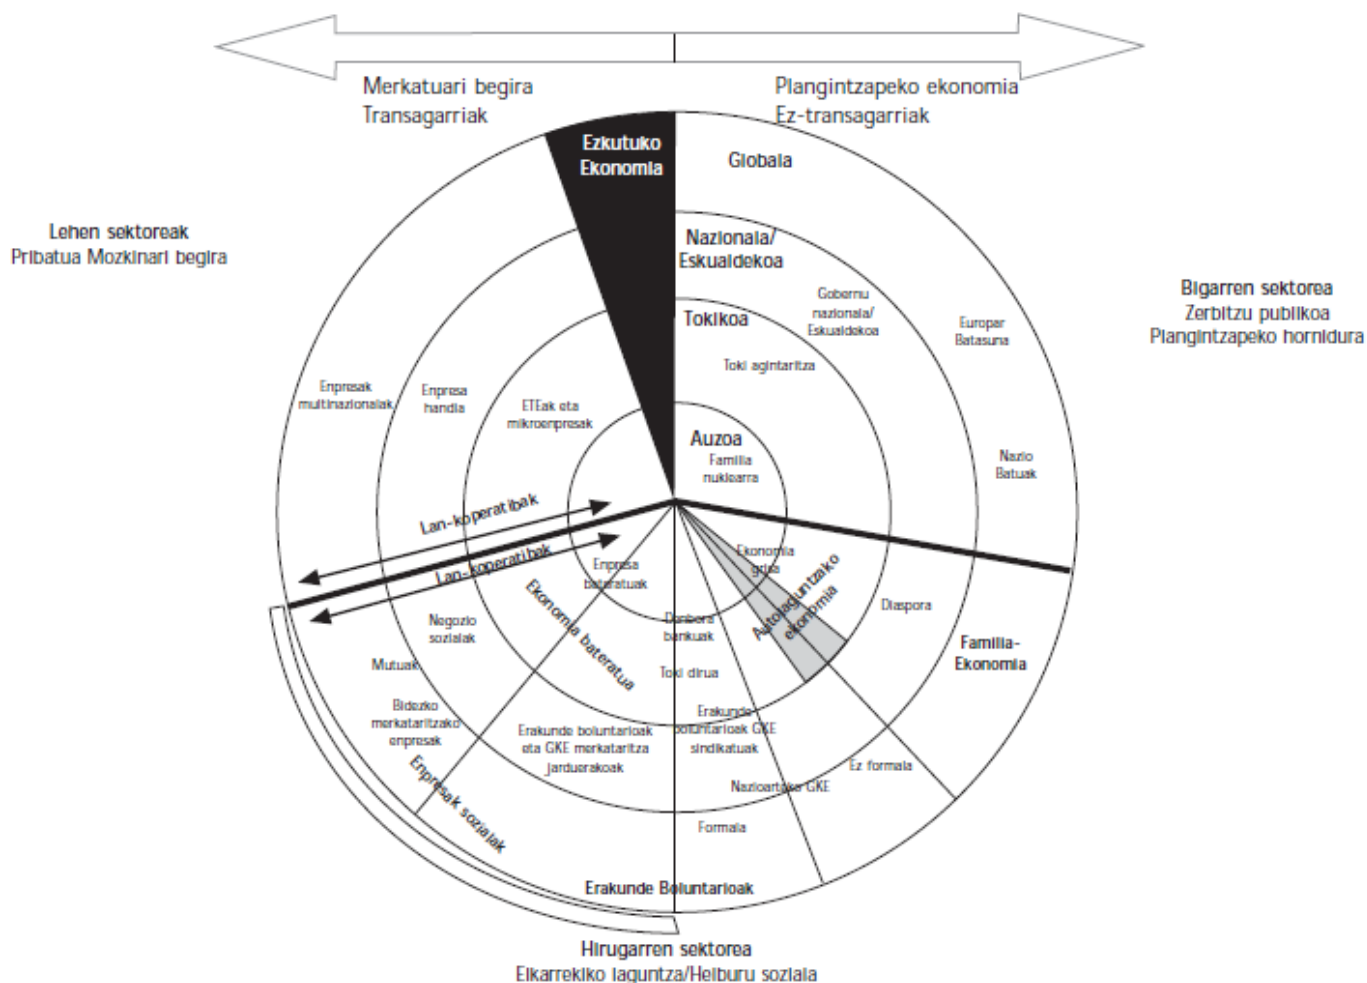 Merkatuari begira
Transagarriak
Plangintzapeko ekonomia
Ez-transagarriak
Ezkutuko
Ekonomia
Globala
Lehen sektoreak
Pribatua Mozkinari begira
Nazionala/
Eskualdekoa
Gobernu
nazionala/
Eskualdekoa
Bigarren sektorea
Zerbitzu publikoa
Plangintzapeko hornidura
Tokikoa
Europar
Batasuna
Toki agintaritza
Enpresak
multinazionalak
Enpresa
handia
ETEak eta
mikroenpresak
Auzoa
Familia
nuklearra
Nazio
Batuak
Lan-koperatibak
Lan-koperatibak
Enpresa
bateratuak
Ekonomia
grisa
Autolaguntzako
ekonomia
Diaspora
Familia-
Ekonomia
Negozio
sozialak
Ekonomia bateratua
Denbora
bankuak
Toki dirua
Mutuak
Bidezko
merkataritzako
enpresak
Erakunde boluntarioak
eta GKE merkataritza
jarduerakoak
Erakunde
boluntarioak GKE
sindikatuak
Ez formala
Nazioarteko GKE
Enpresak sozialak
Formala
Erakunde Boluntarioak
Hirugarren sektorea
Elkarrekiko laguntza/Helburu soziala